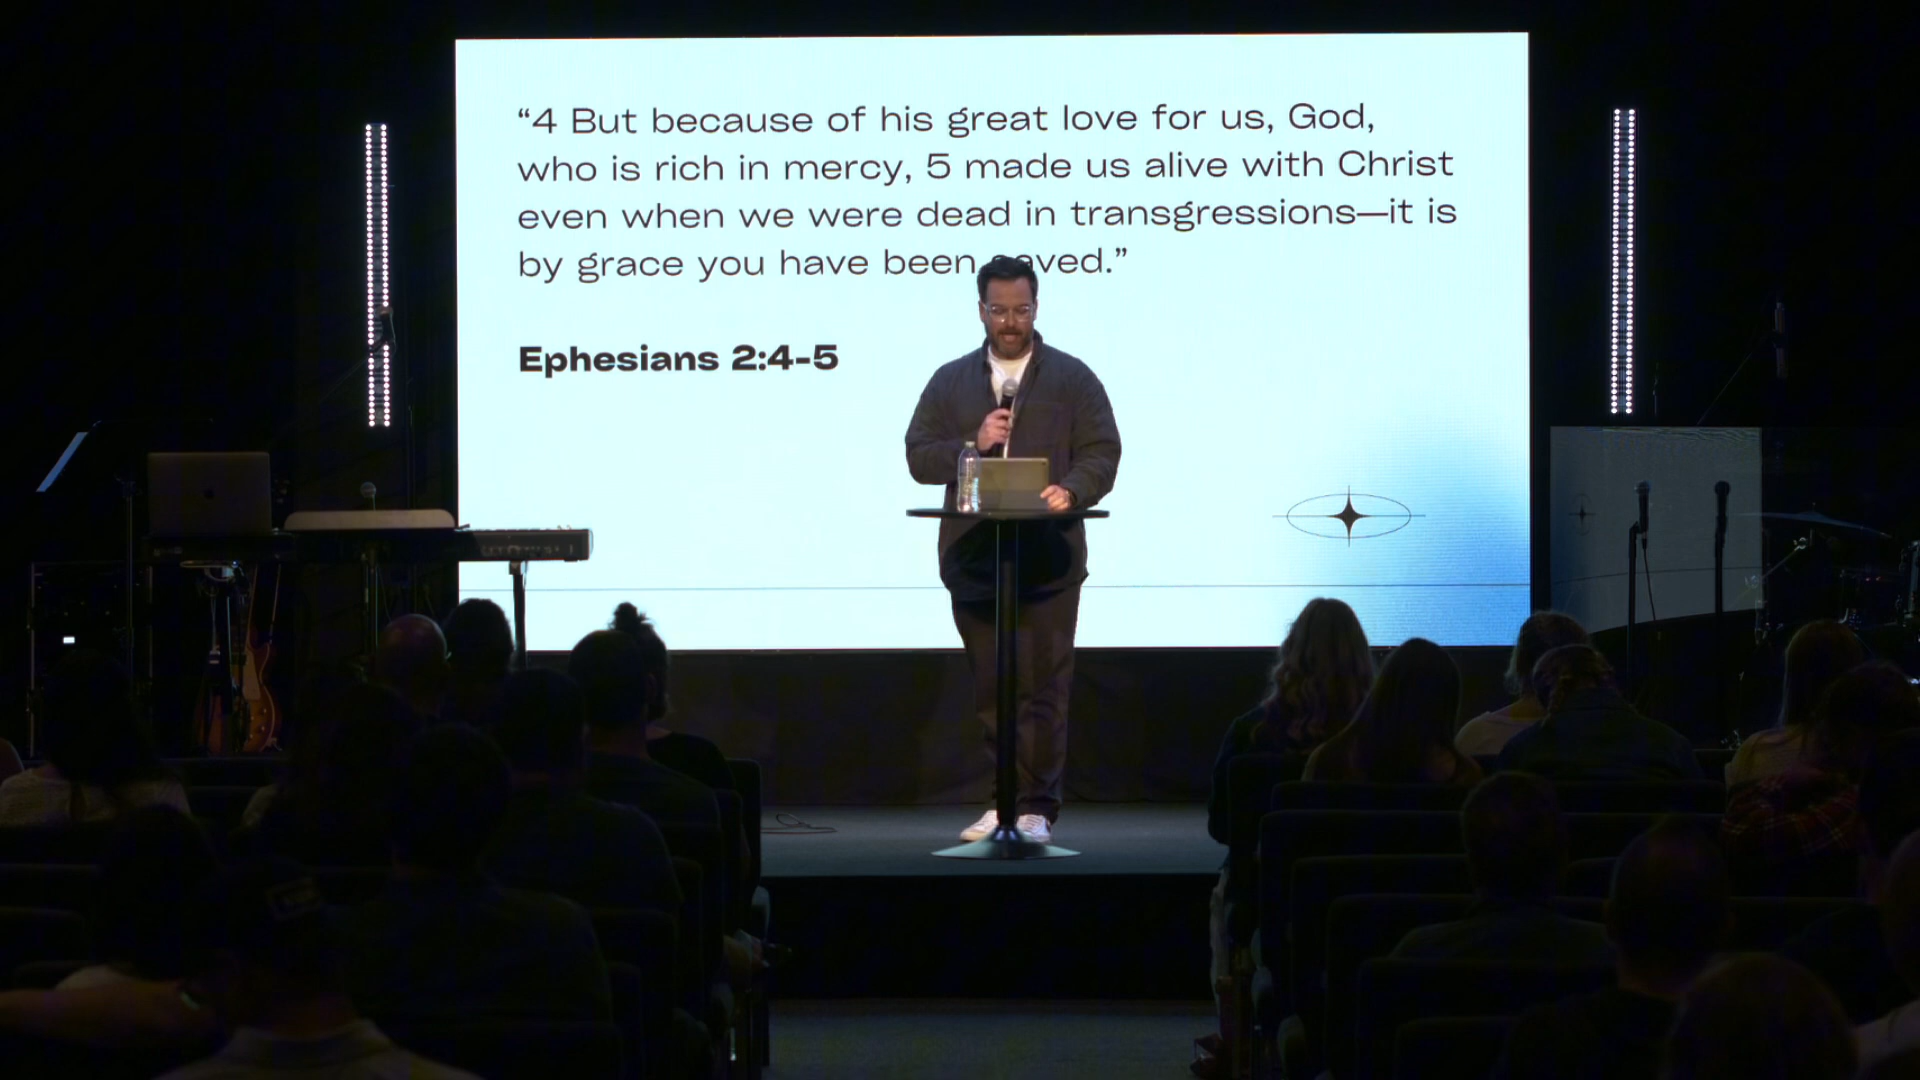 “4 But because of his great love for us, God,
who is rich in mercy, 5 made us alive with Christ
even when we were dead in transgressions—it is
by grace you have been saved.”
Ephesians 2:4-5